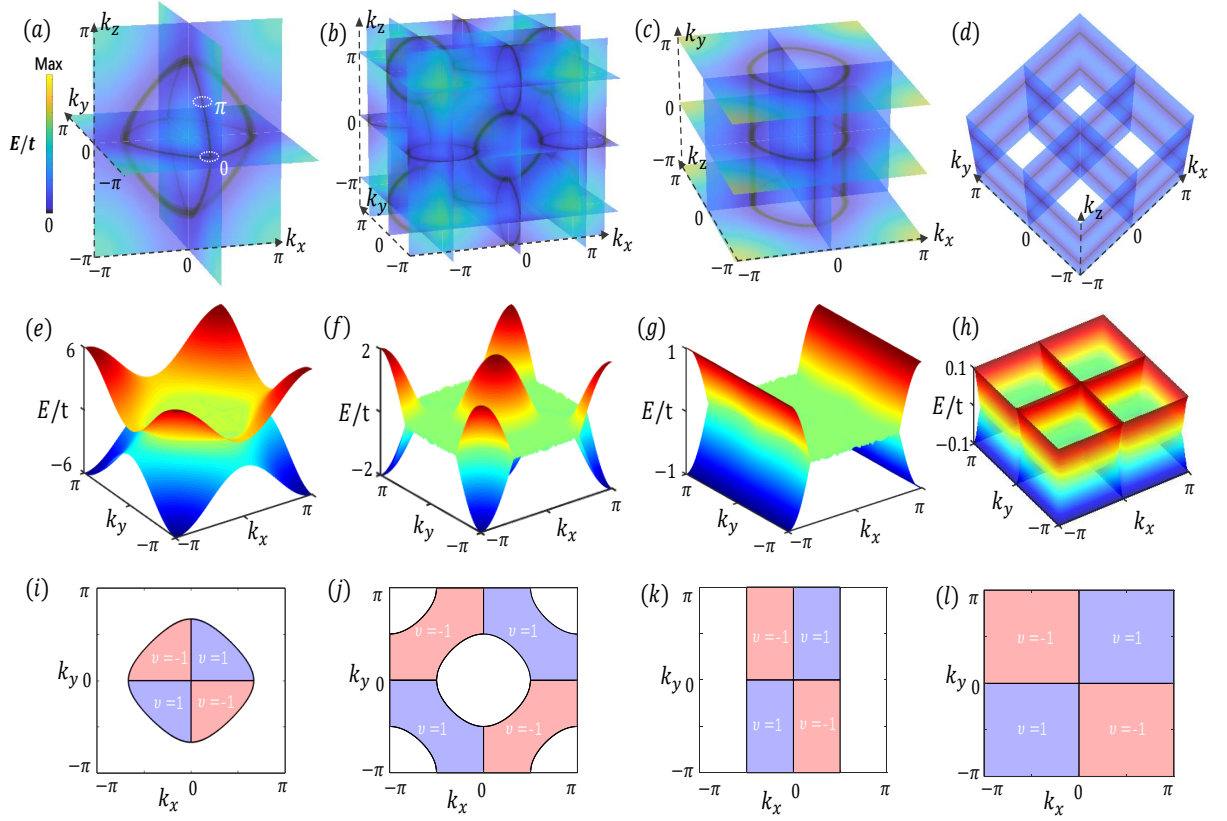 (a)
k_z
π
Max
k_y
π
E/t
0
−π
0
π
0
−π
0
π
k_x
(b)
k_z
π
0
−π
k_y
π
0
−π
−π
0
π
k_x
(c)
k_y
π
0
−π
k_z
π
0
−π
−π
0
π
k_x
(d)
k_y
π
0
−π
k_z
−π
0
π
k_x
(e)
6
E/t
−6
π
k_y
−π
−π
k_x
π
(f)
2
E/t
−2
π
k_y
−π
−π
k_x
π
(g)
1
E/t
−1
π
k_y
−π
−π
k_x
π
(h)
0.1
E/t
−0.1
π
k_y
−π
−π
k_x
π
(i)
π
k_y 0
−π
υ =-1
υ =1
υ =1
υ =-1
−π
0
π
k_x
(j)
π
k_y 0
−π
υ =-1
υ =1
υ =1
υ =-1
−π
0
π
k_x
(k)
π
k_y 0
−π
υ =-1
υ =1
υ =1
υ =-1
−π
0
π
k_x
(l)
π
k_y 0
−π
υ =-1
υ =1
υ =1
υ =-1
−π
0
π
k_x